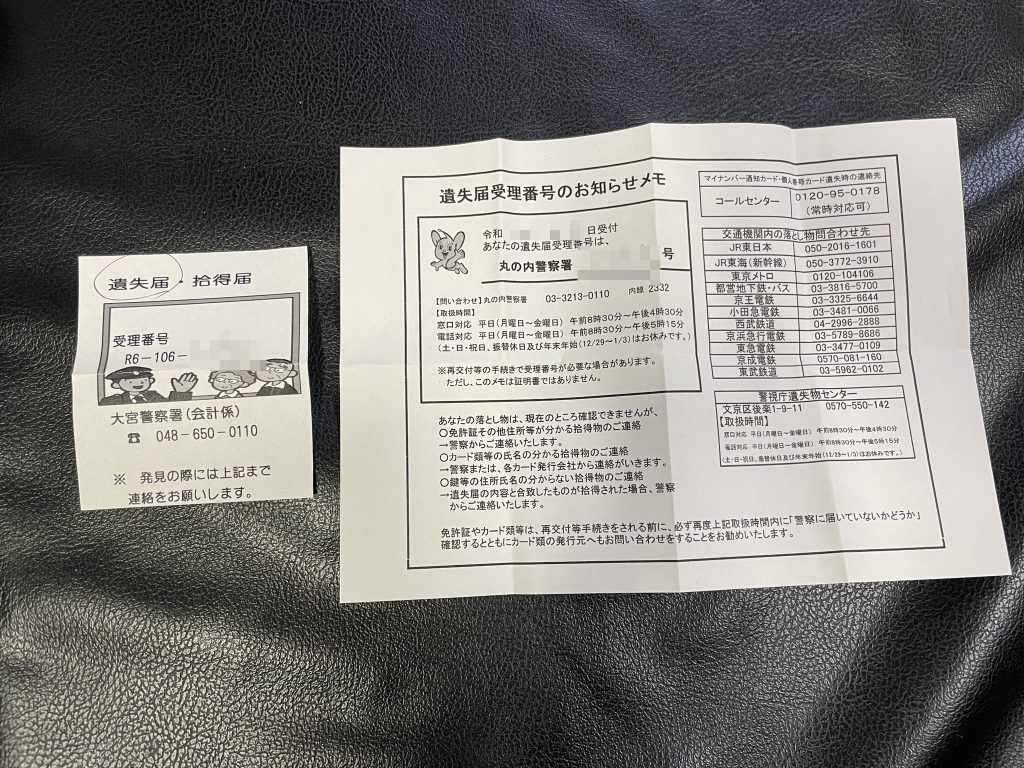 遺失届・拾得届
受理番号
R6－106－
大宮警察署(会計係)
☎ 048－650－0110
※ 発見の際には上記まで
連絡をお願いします。
遺失届受理番号のお知らせメモ
令和 日受付
あなたの遺失届受理番号は、
丸の内警察署 号
【問い合わせ】丸の内警察署 03-3213-0110 内線 2332
【取扱時間】
窓口対応 平日(月曜日～金曜日) 午前8時30分～午後4時30分
電話対応 平日(月曜日～金曜日) 午前8時30分～午後5時15分
(土・日・祝日、振替休日及び年末年始(12/29～1/3)はお休みです。)
※再交付等の手続きで受理番号が必要な場合があります。
ただし、このメモは証明書ではありません。
あなたの落とし物は、現在のところ確認できませんが、
○免許証その他住所等が分かる拾得物のご連絡
→警察からご連絡いたします。
○カード類等の氏名の分かる拾得物のご連絡
→警察または、各カード発行会社から連絡がいきます。
○鍵等の住所氏名の分からない拾得物のご連絡
→遺失届の内容と合致したものが拾得された場合、警察
からご連絡いたします。
免許証やカード類等は、再交付等手続きをされる前に、必ず再度上記取扱時間内に「警察に届いていないかどうか」
確認するとともにカード類の発行元へもお問い合わせをすることをお勧めいたします。
マイナンバー通知カード・個人番号カード遺失時の連絡先
コールセンター 0120-95-0178
(常時対応可)
交通機関内の落とし物問合わせ先
JR東日本 050-2016-1601
JR東海(新幹線) 050-3772-3910
東京メトロ 0120-104106
都営地下鉄・バス 03-3816-5700
京王電鉄 03-3325-6644
小田急電鉄 03-3481-0066
西武鉄道 04-2996-2888
京浜急行電鉄 03-5789-8686
東急電鉄 03-3477-0109
京成電鉄 0570-081-160
東武鉄道 03-5962-0102
警視庁遺失物センター
文京区後楽1-9-11 0570-550-142
【取扱時間】
窓口対応 平日(月曜日～金曜日) 午前8時30分～午後4時30分
電話対応 平日(月曜日～金曜日) 午前8時30分～午後5時15分
(土・日・祝日、振替休日及び年末年始(12/29～1/3)はお休みです。)